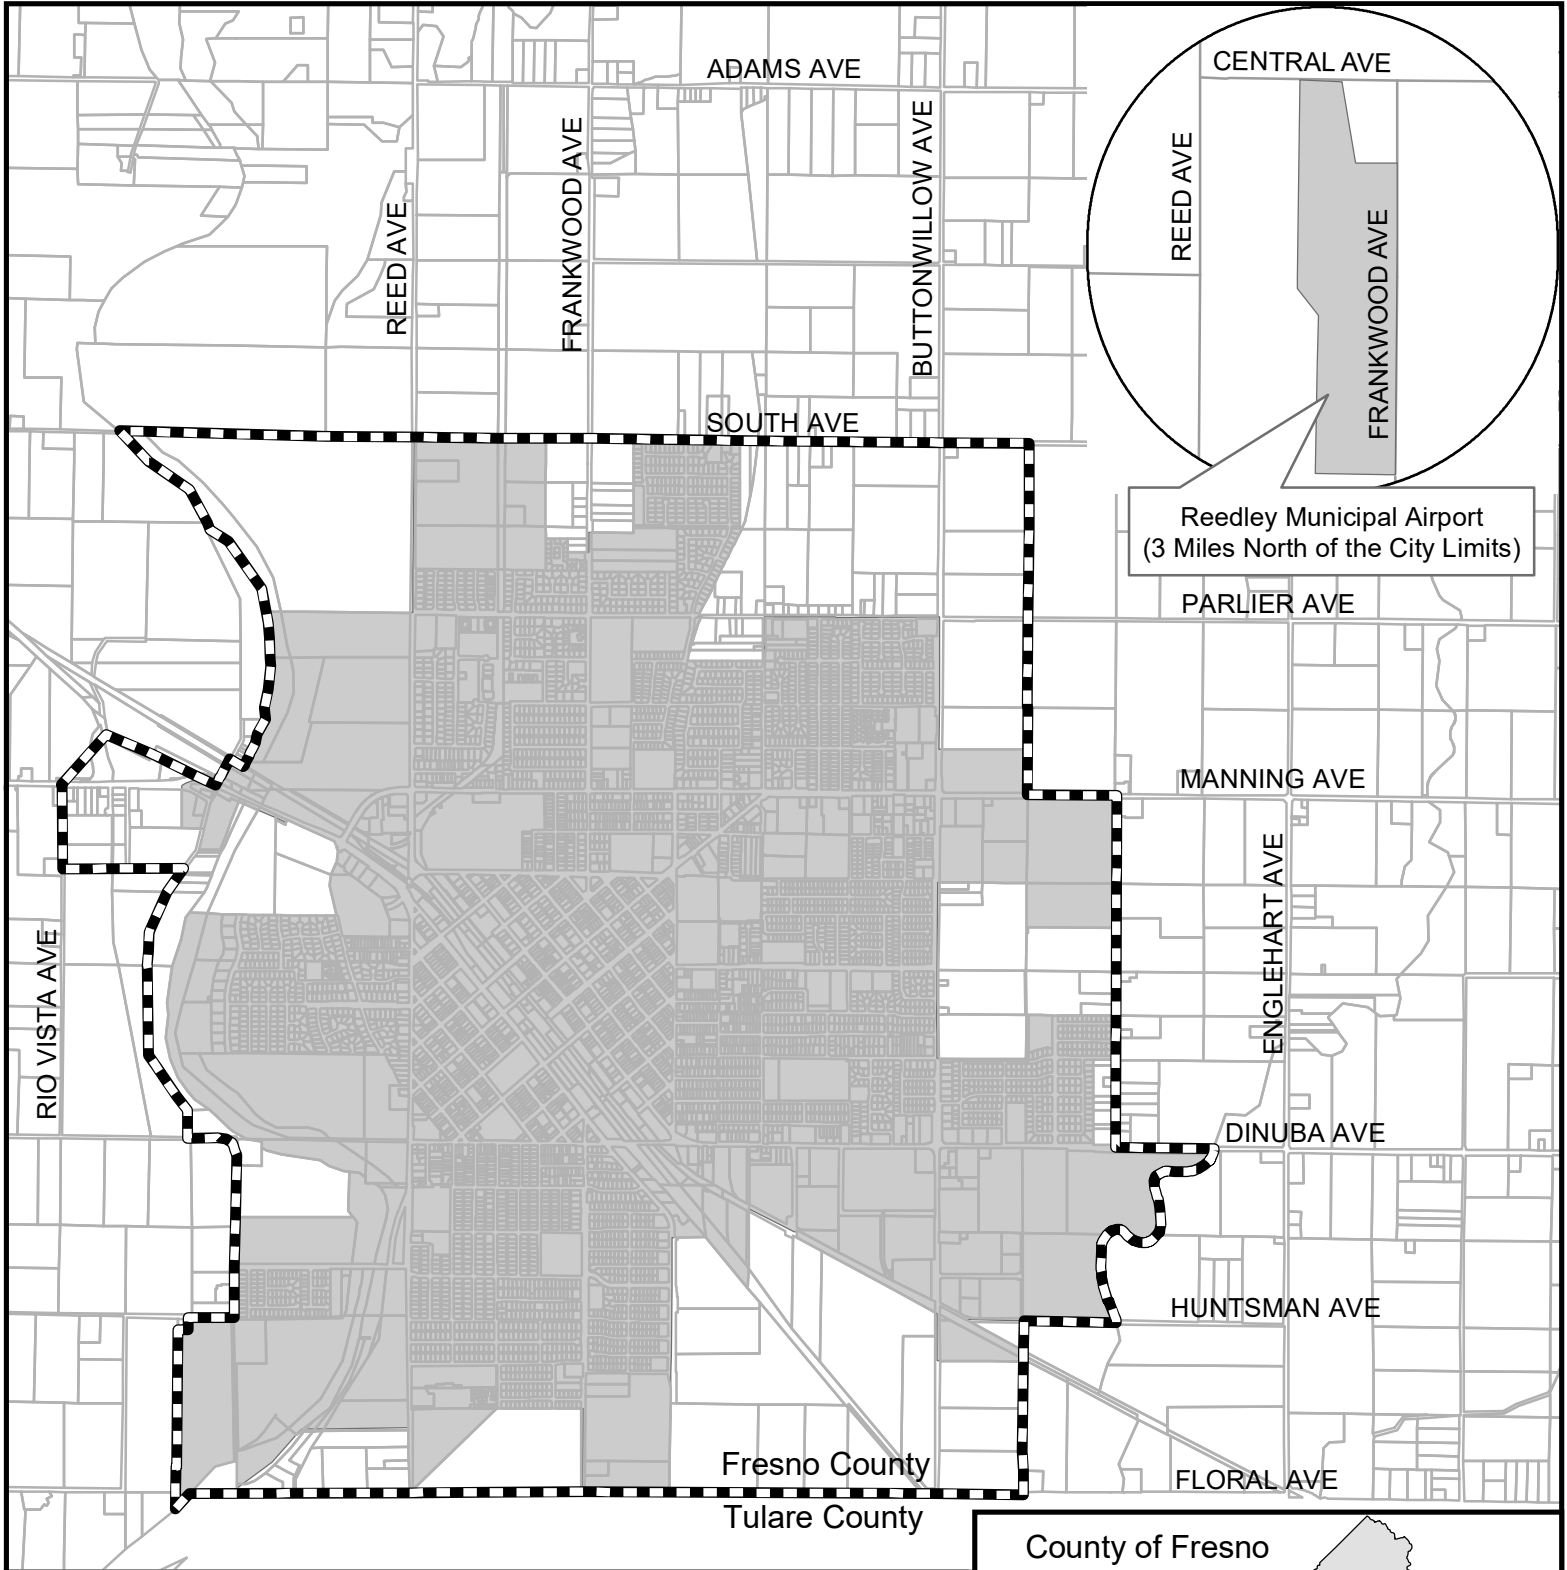 ADAMS AVE
CENTRAL AVE
REED AVE
FRANKWOOD AVE
BUTTONWILLOW AVE
REED AVE
FRANKWOOD AVE
SOUTH AVE
Reedley Municipal Airport
(3 Miles North of the City Limits)
PARLIER AVE
MANNING AVE
ENGLEHART AVE
RIO VISTA AVE
DINUBA AVE
HUNTSMAN AVE
Fresno County
FLORAL AVE
Tulare County
County of Fresno